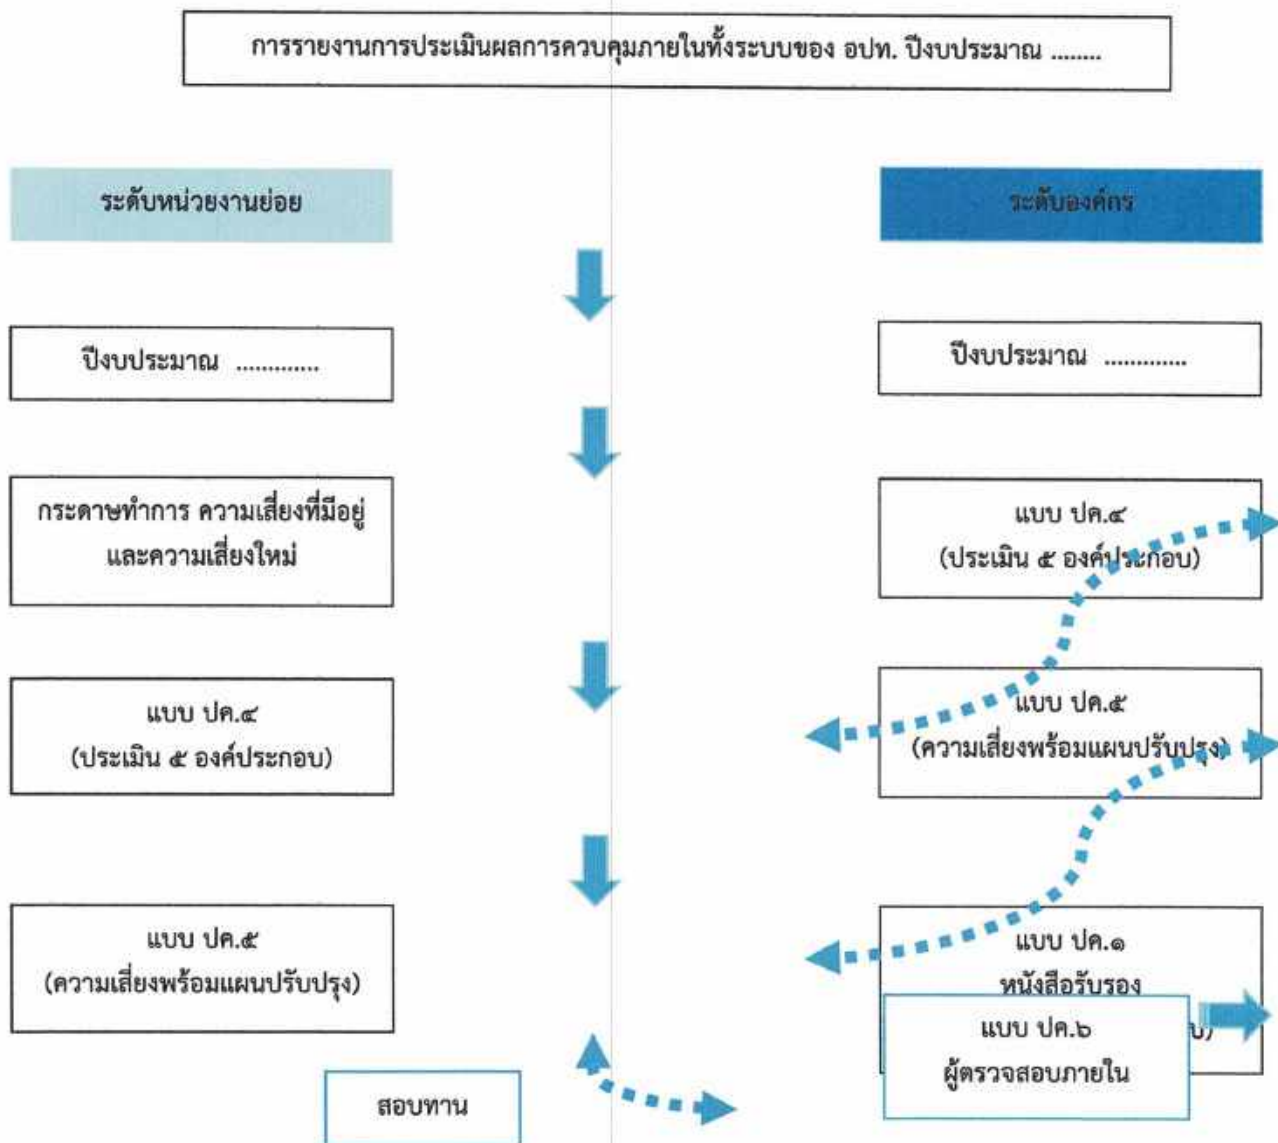 การรายงานการประเมินผลการควบคุมภายในทั้งระบบของ อปท. ปีงบประมาณ ........
ระดับหน่วยงานย่อย
ระดับองค์กร
ปีงบประมาณ .............
ปีงบประมาณ .............
กระดาษทำการ ความเสี่ยงที่มีอยู่
และความเสี่ยงใหม่
แบบ ปค.๔
(ประเมิน ๕ องค์ประกอบ)
แบบ ปค.๔
(ประเมิน ๕ องค์ประกอบ)
แบบ ปค.๕
(ความเสี่ยงพร้อมแผนปรับปรุง)
แบบ ปค.๕
(ความเสี่ยงพร้อมแผนปรับปรุง)
แบบ ปค.๑
หนังสือรับรอง
แบบ ปค.๖
ผู้ตรวจสอบภายใน
สอบทาน